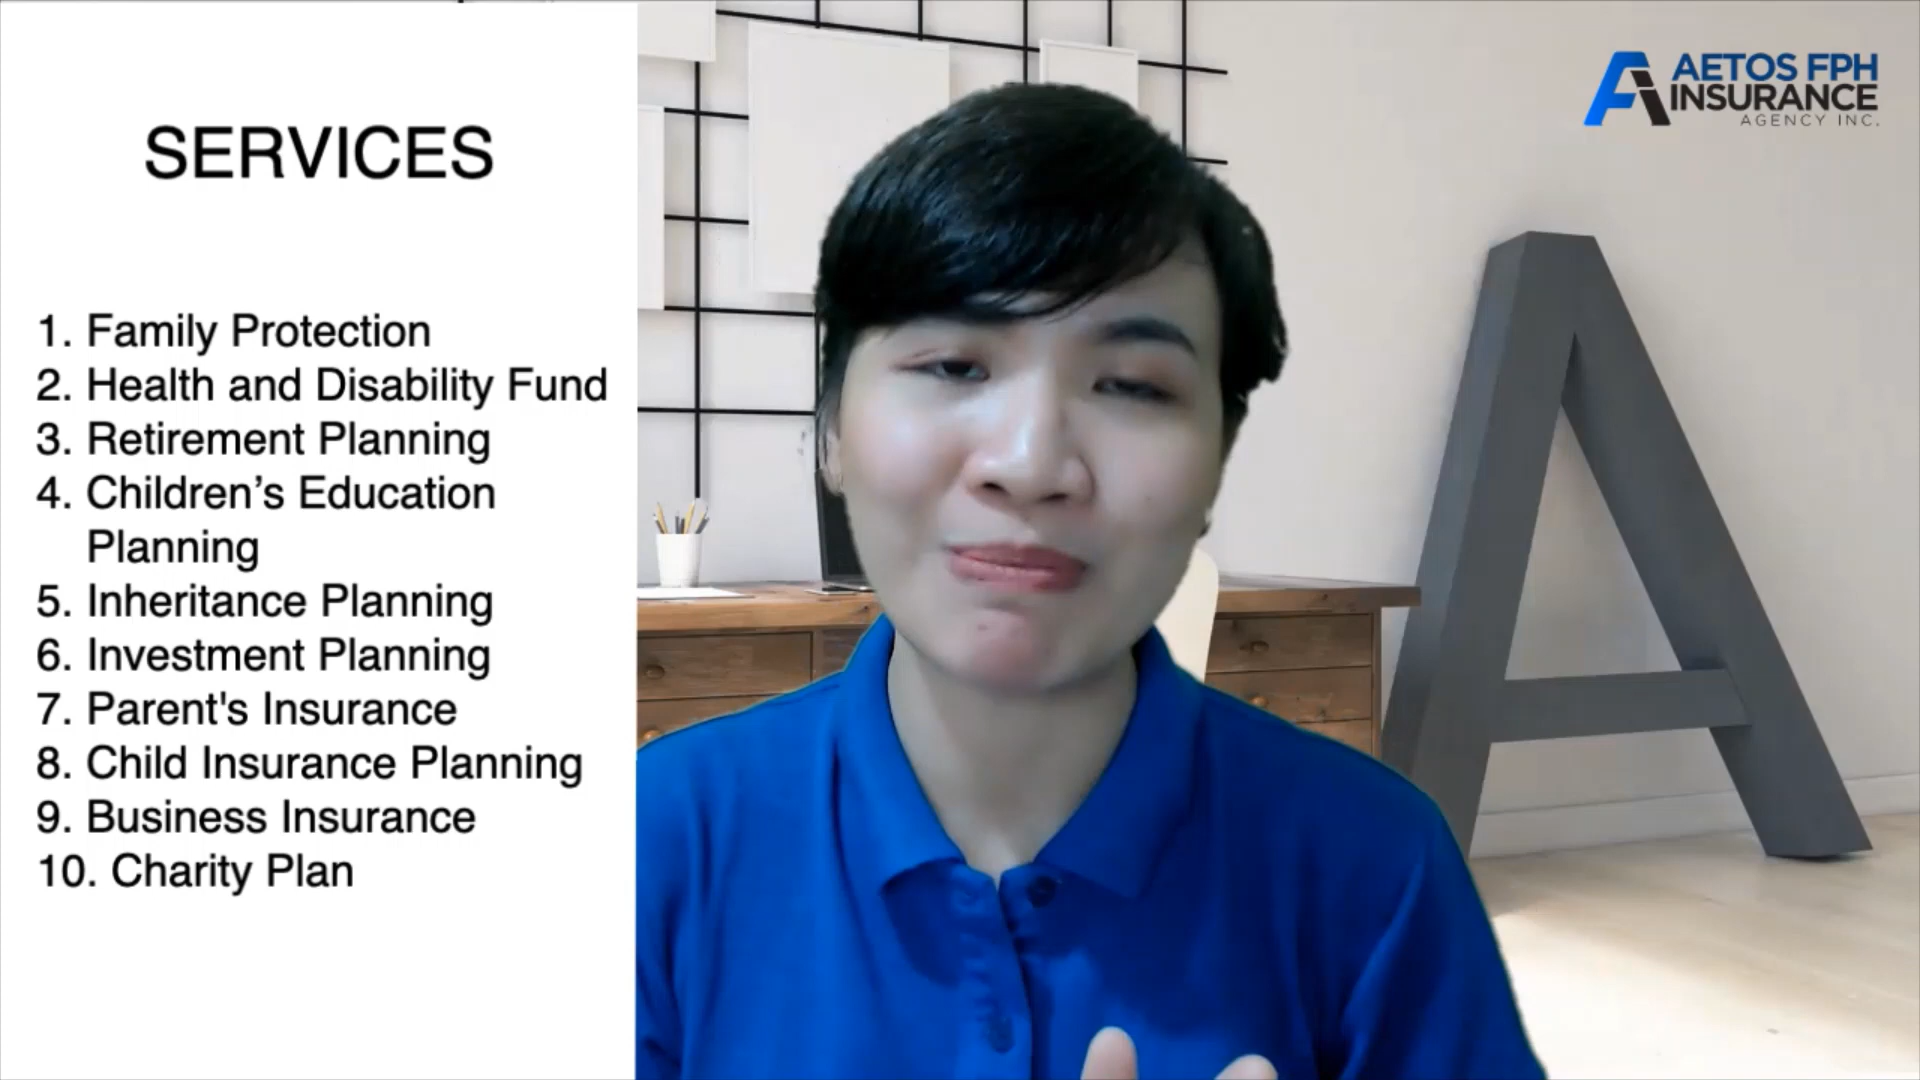 SERVICES
1. Family Protection
2. Health and Disability Fund
3. Retirement Planning
4. Children’s Education
Planning
5. Inheritance Planning
6. Investment Planning
7. Parent's Insurance
8. Child Insurance Planning
9. Business Insurance
10. Charity Plan
AETOS FPH
INSURANCE
AGENCY INC.
A